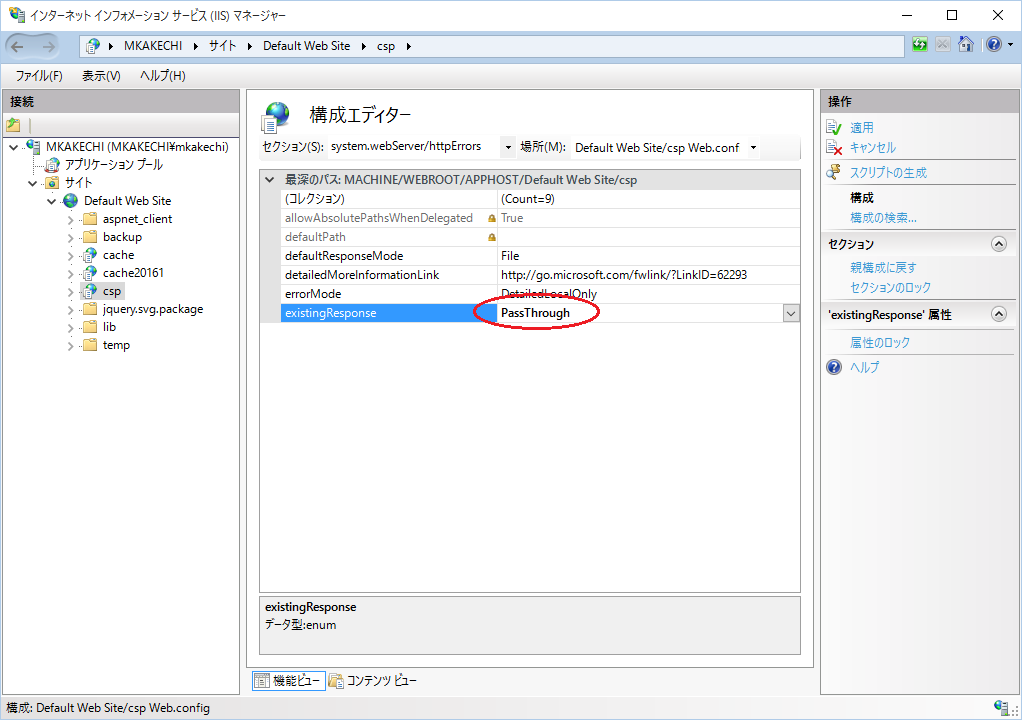 インターネット インフォメーション サービス (IIS) マネージャー
MKAKECHI サイト Default Web Site csp
ファイル(F) 表示(V) ヘルプ(H)
接続
MKAKECHI (MKAKECHI¥mkakechi)
アプリケーション プール
サイト
Default Web Site
aspnet_client
backup
cache
cache20161
csp
jquery.svg.package
lib
temp
構成エディター
セクション(S): system.webServer/httpErrors 場所(M): Default Web Site/csp Web.conf
最深のパス: MACHINE/WEBROOT/APPHOST/Default Web Site/csp
(コレクション) (Count=9)
allowAbsolutePathsWhenDelegated True
defaultPath
defaultResponseMode File
detailedMoreInformationLink http://go.microsoft.com/fwlink/?LinkID=62293
errorMode DetailedLocalOnly
existingResponse PassThrough
existingResponse
データ型:enum
機能ビュー コンテンツ ビュー
操作
適用
キャンセル
スクリプトの生成
構成
構成の検索...
セクション
親構成に戻す
セクションのロック
'existingResponse' 属性
属性のロック
ヘルプ
構成: Default Web Site/csp Web.config